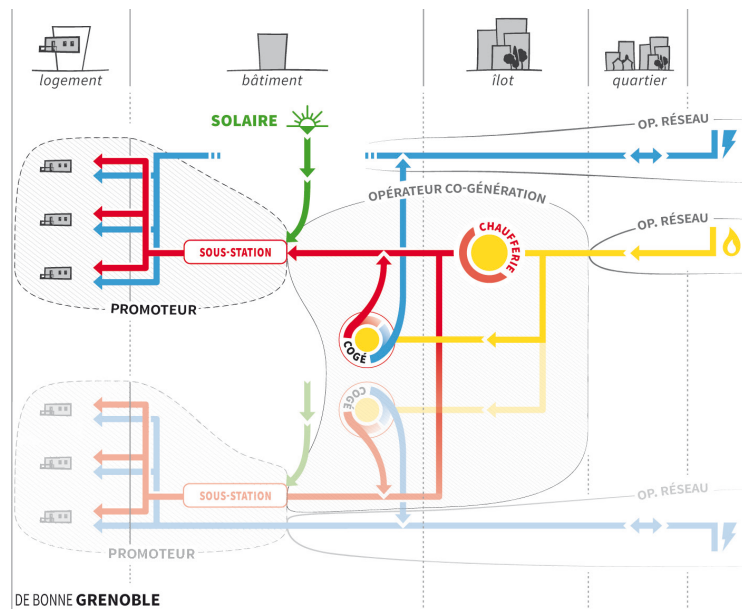 logement
bâtiment
îlot
quartier
SOLAIRE
OP. RÉSEAU
OPÉRATEUR CO-GÉNÉRATION
OP. RÉSEAU
CHAUFFERIE
SOUS-STATION
PROMOTEUR
COGÉ
COGÉ
OP. RÉSEAU
SOUS-STATION
PROMOTEUR
DE BONNE GRENOBLE